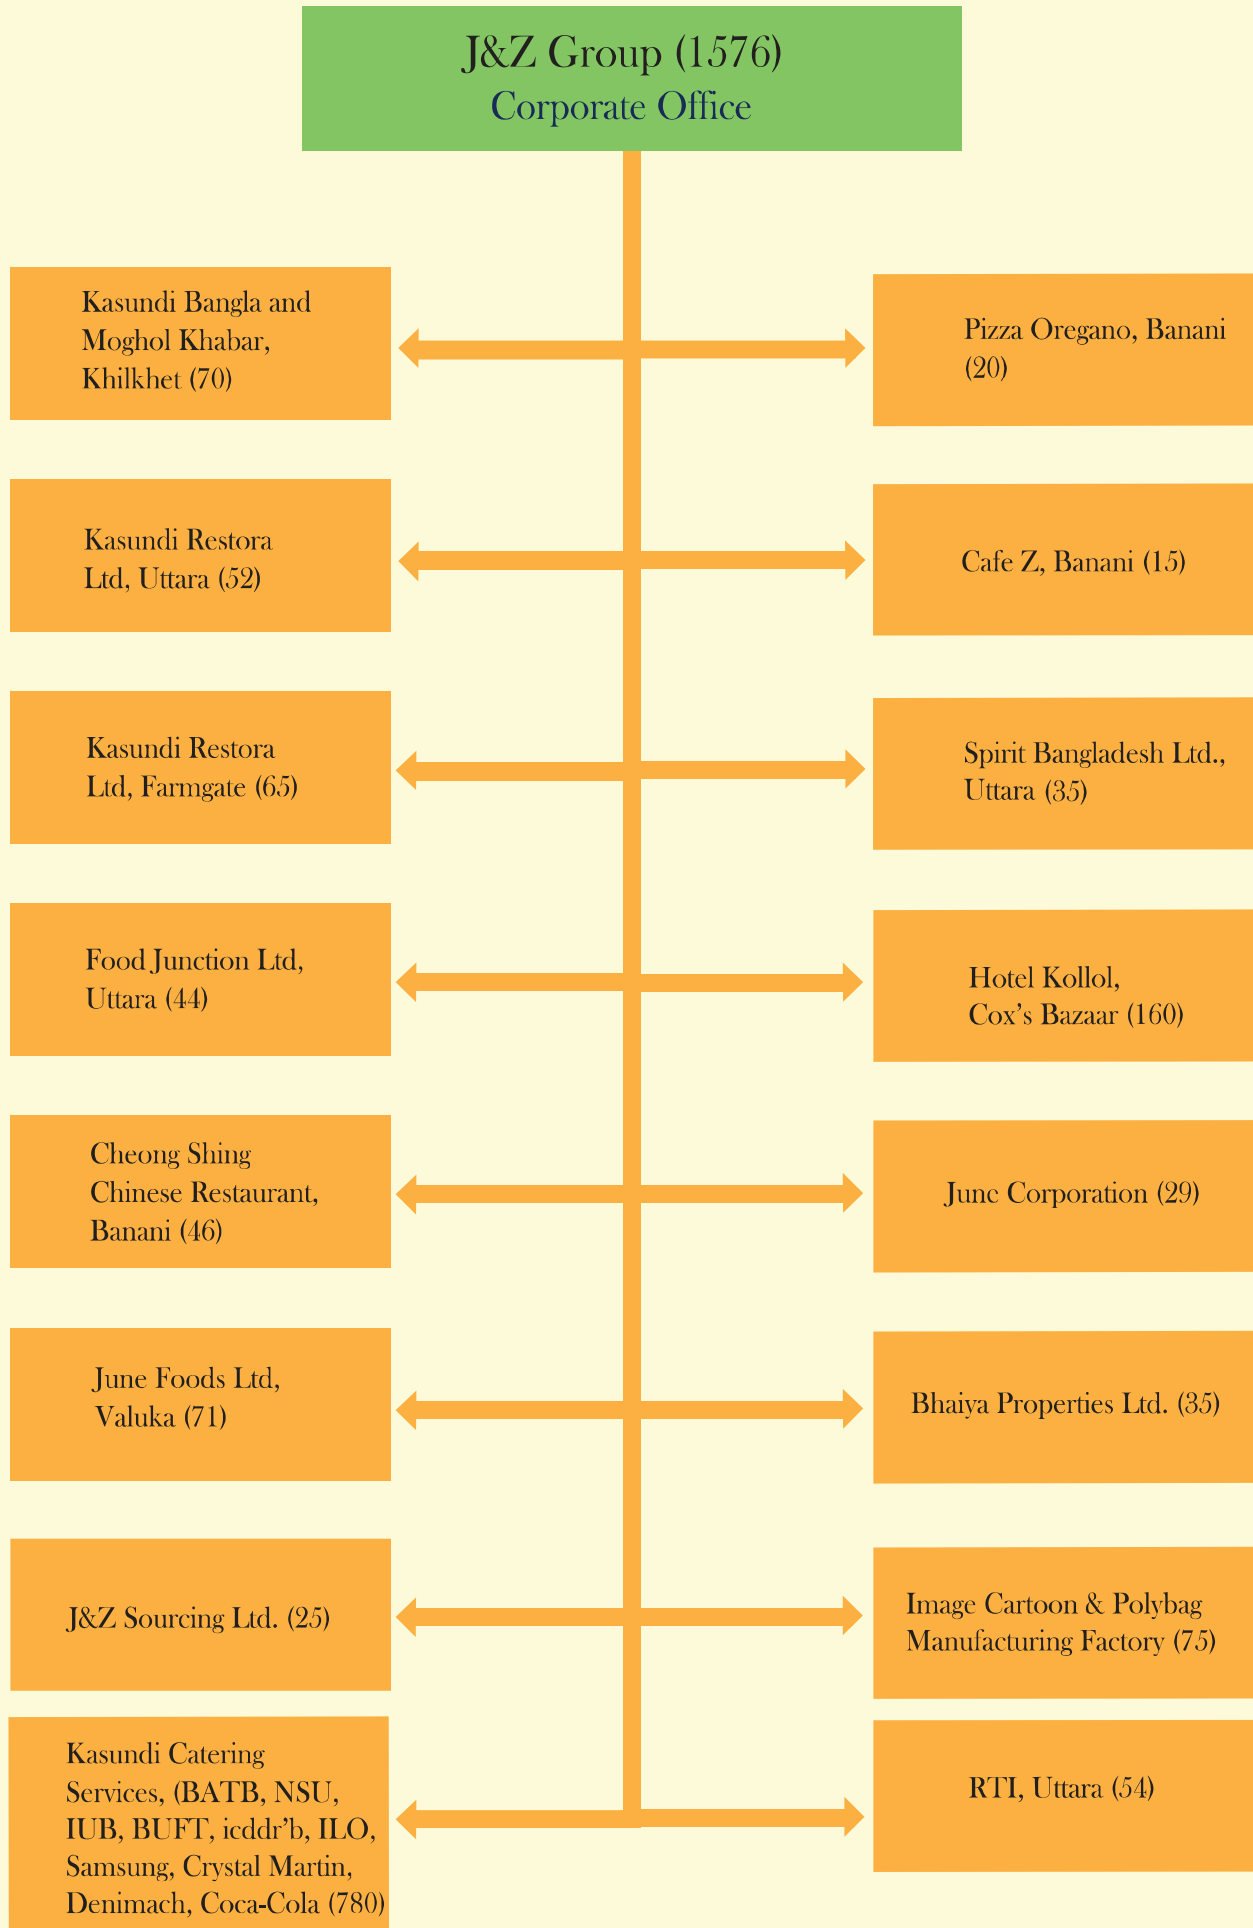 J&Z Group (1576)
Corporate Office
Kasundi Bangla and
Moghol Khabar,
Khilkhet (70)
Pizza Oregano, Banani
(20)
Kasundi Restora
Ltd, Uttara (52)
Cafe Z, Banani (15)
Kasundi Restora
Ltd, Farmgate (65)
Spirit Bangladesh Ltd.,
Uttara (35)
Food Junction Ltd,
Uttara (44)
Hotel Kollol,
Cox's Bazaar (160)
Cheong Shing
Chinese Restaurant,
Banani (46)
June Corporation (29)
June Foods Ltd,
Valuka (71)
Bhaiya Properties Ltd. (35)
J&Z Sourcing Ltd. (25)
Image Cartoon & Polybag
Manufacturing Factory (75)
Kasundi Catering
Services, (BATB, NSU,
IUB, BUFT, icddr'b, ILO,
Samsung, Crystal Martin,
Denimach, Coca-Cola (780)
RTI, Uttara (54)